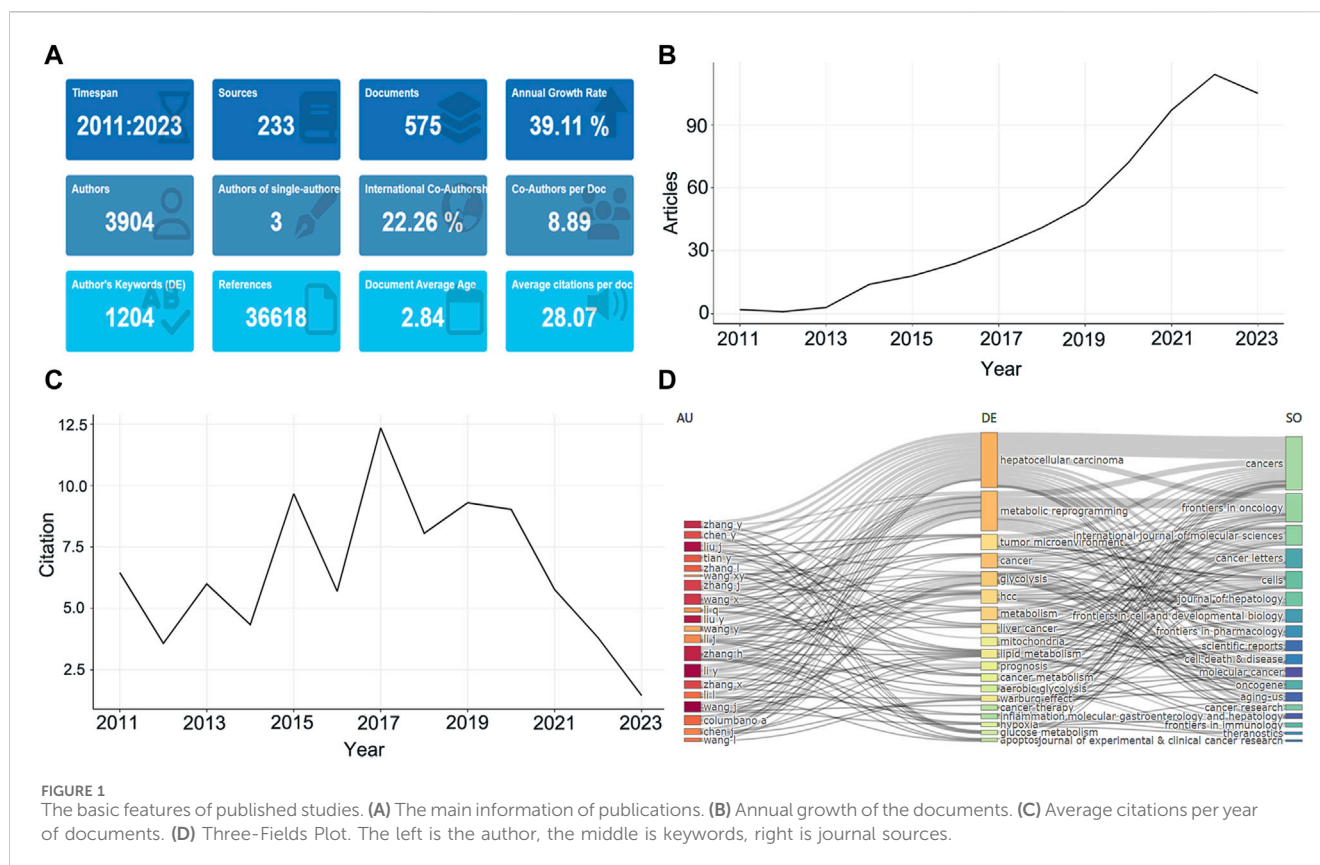 A
Timespan
2011:2023
Sources
233
Documents
575
Annual Growth Rate
39.11 %
Authors
3904
Authors of single-authore
3
International Co-Authorsh
22.26 %
Co-Authors per Doc
8.89
Author's Keywords (DE)
1204
References
36618
Document Average Age
2.84
Average citations per doc
28.07
B
Articles
90
60
30
0
2011 2013 2015 2017 2019 2021 2023
Year
C
Citation
12.5
10.0
7.5
5.0
2.5
2011 2013 2015 2017 2019 2021 2023
Year
D
AU
zhang y
chen y
liu j
tian y
zhang l
wang xy
zhang j
wang x
li q
liu y
wang y
li j
zhang h
li y
zhang x
li l
wang j
columbano a
chen j
wang l
DE
hepatocellular carcinoma
metabolic reprogramming
tumor microenvironment
cancer
glycolysis
hcc
metabolism
liver cancer
mitochondria
lipid metabolism
prognosis
cancer metabolism
aerobic glycolysis
warburg effect
cancer therapy
inflammation
hypoxia
glucose metabolism
SO
cancers
frontiers in oncology
international journal of molecular sciences
cancer letters
cells
journal of hepatology
frontiers in cell and developmental biology
frontiers in pharmacology
scientific reports
cell death & disease
molecular cancer
oncogene
aging-us
cancer research
molecular gastroenterology and hepatology
frontiers in immunology
theranostics
journal of experimental & clinical cancer research
FIGURE 1
The basic features of published studies. (A) The main information of publications. (B) Annual growth of the documents. (C) Average citations per year
of documents. (D) Three-Fields Plot. The left is the author, the middle is keywords, right is journal sources.